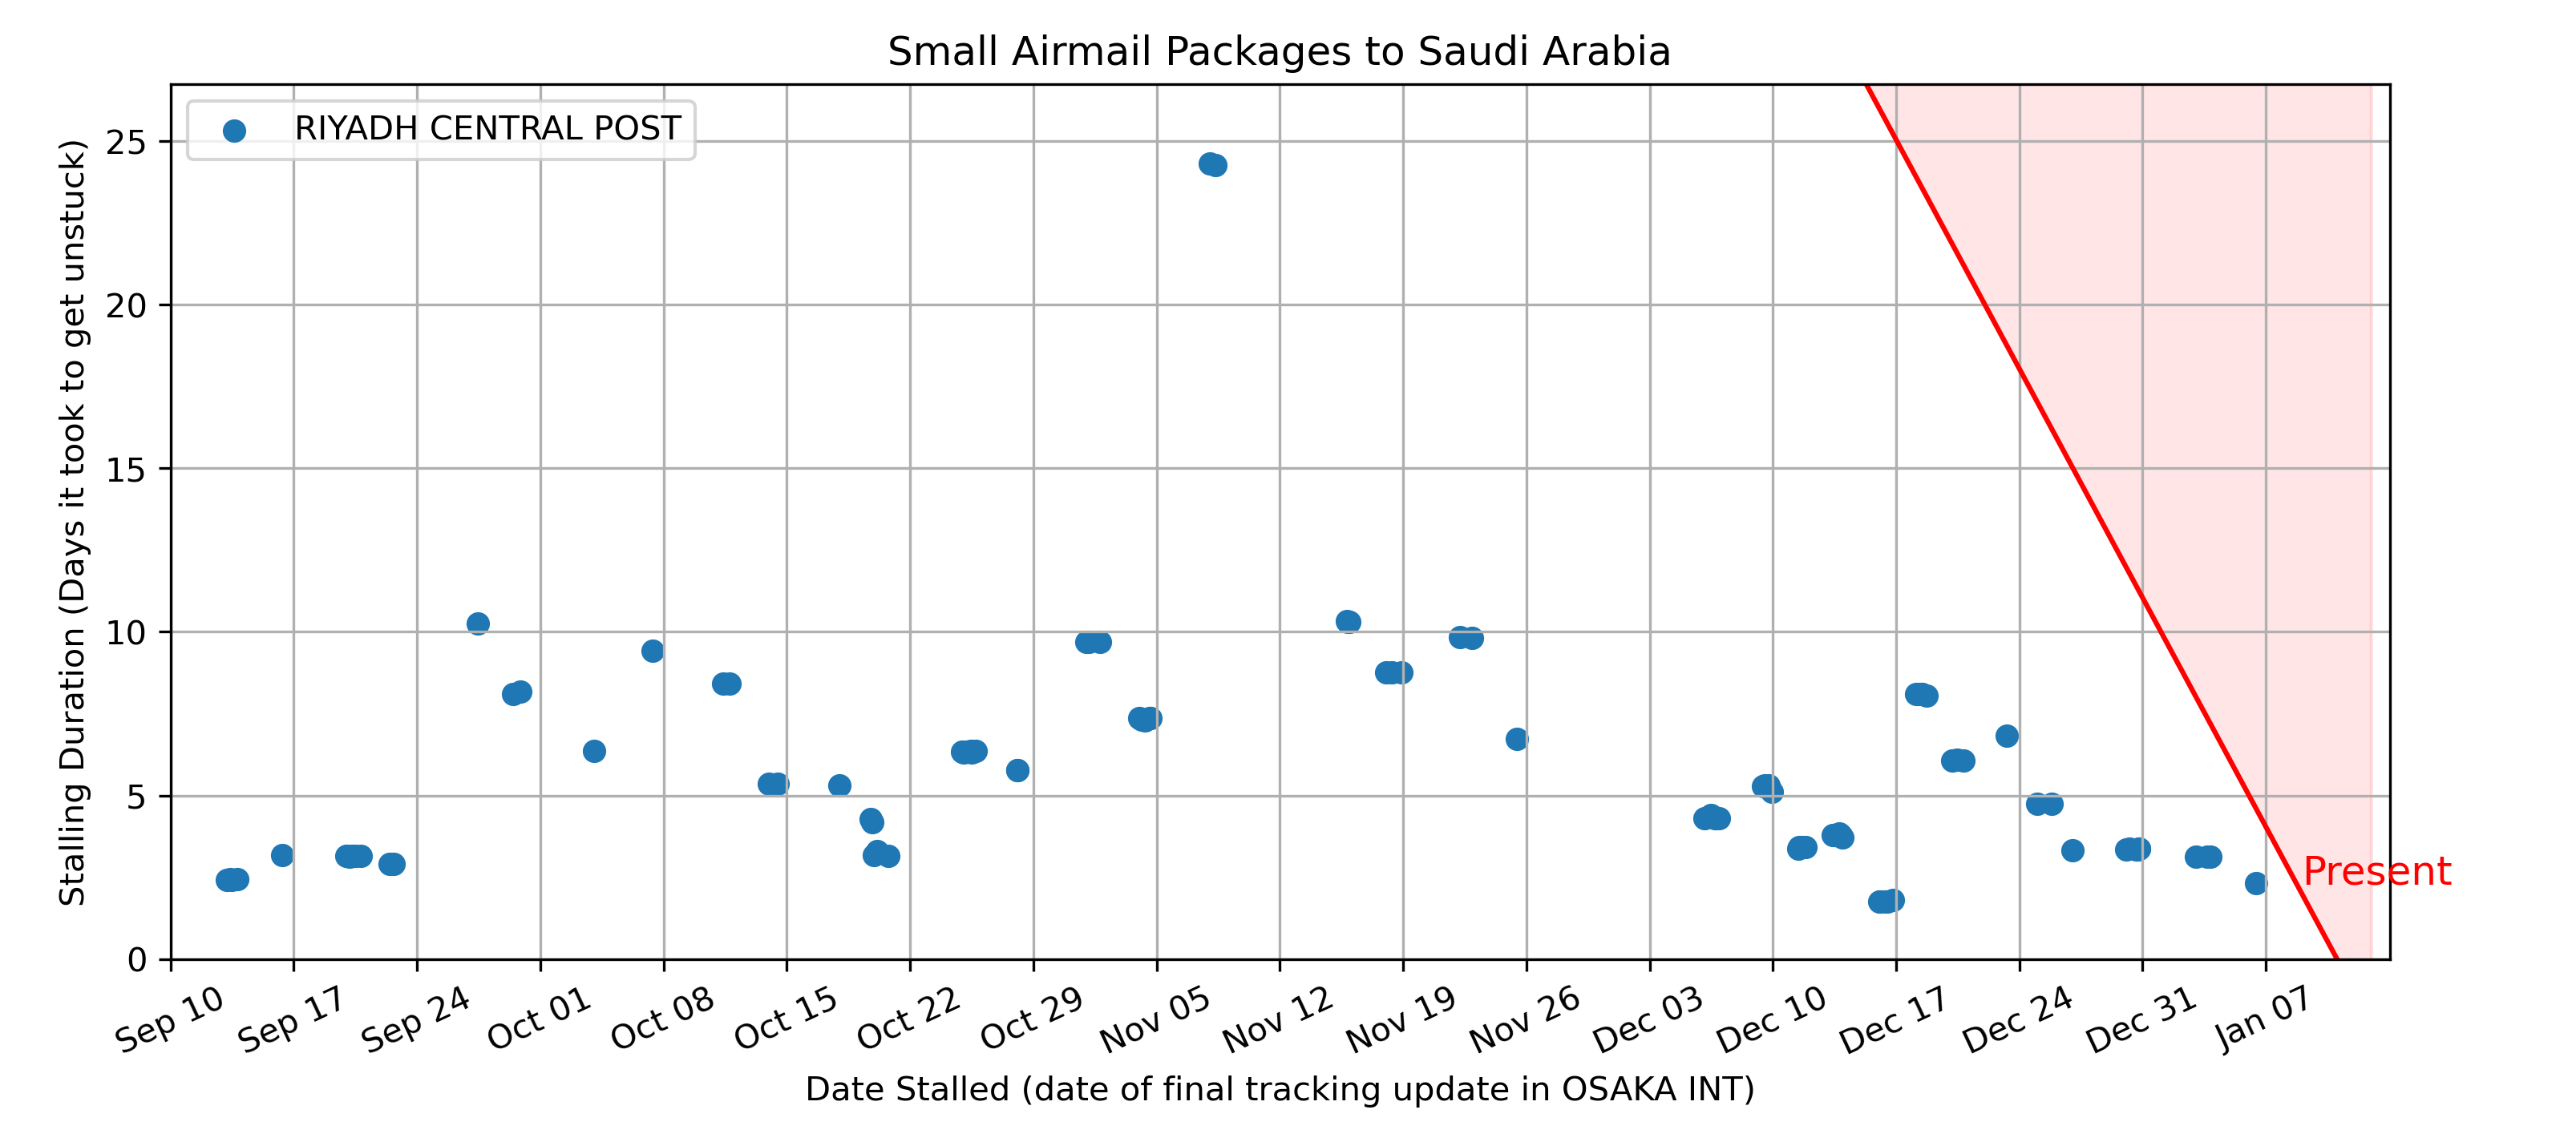 Small Airmail Packages to Saudi Arabia
RIYADH CENTRAL POST
Stalling Duration (Days it took to get unstuck)
25
20
15
10
5
0
Present
Sep 10
Sep 17
Sep 24
Oct 01
Oct 08
Oct 15
Oct 22
Oct 29
Nov 05
Nov 12
Nov 19
Nov 26
Dec 03
Dec 10
Dec 17
Dec 24
Dec 31
Jan 07
Date Stalled (date of final tracking update in OSAKA INT)